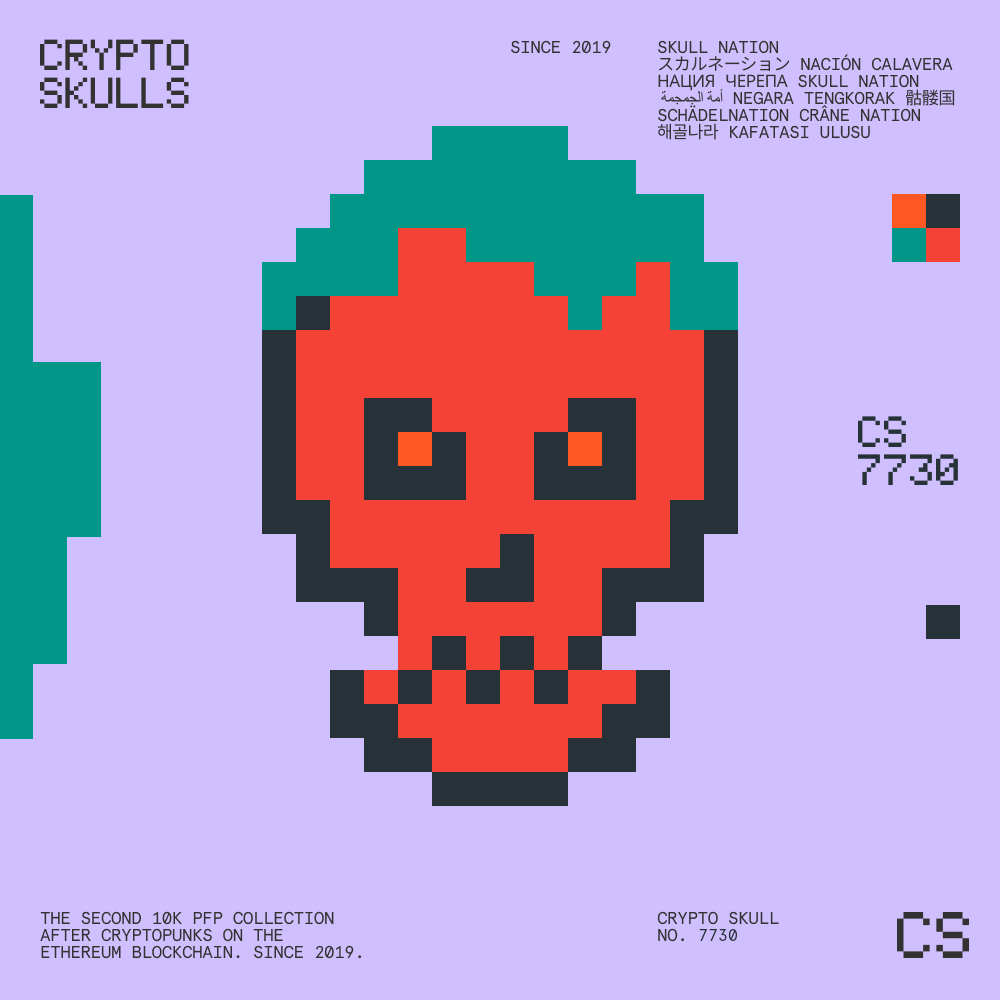 CRYPTO
SKULLS
SINCE 2019
SKULL NATION
スカルネーション NACIÓN CALAVERA
НАЦИЯ ЧЕРЕПА SKULL NATION
أمة الجمجمة NEGARA TENGKORAK 骷髅国
SCHÄDELNATION CRÂNE NATION
해골나라 KAFATASI ULUSU
CS
7730
THE SECOND 10K PFP COLLECTION
AFTER CRYPTOPUNKS ON THE
ETHEREUM BLOCKCHAIN. SINCE 2019.
CRYPTO SKULL
NO. 7730
CS